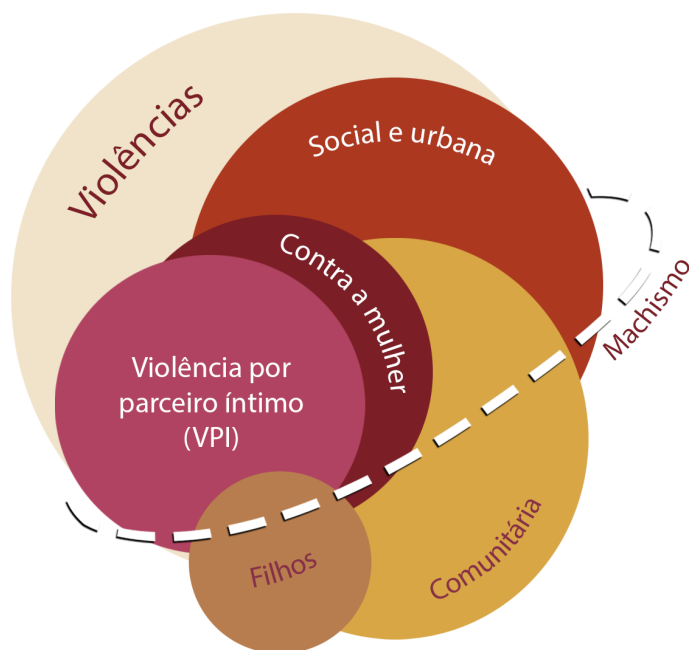 Violências
Social e urbana
Contra a mulher
Machismo
Violência por
parceiro íntimo
(VPI)
Comunitária
Filhos